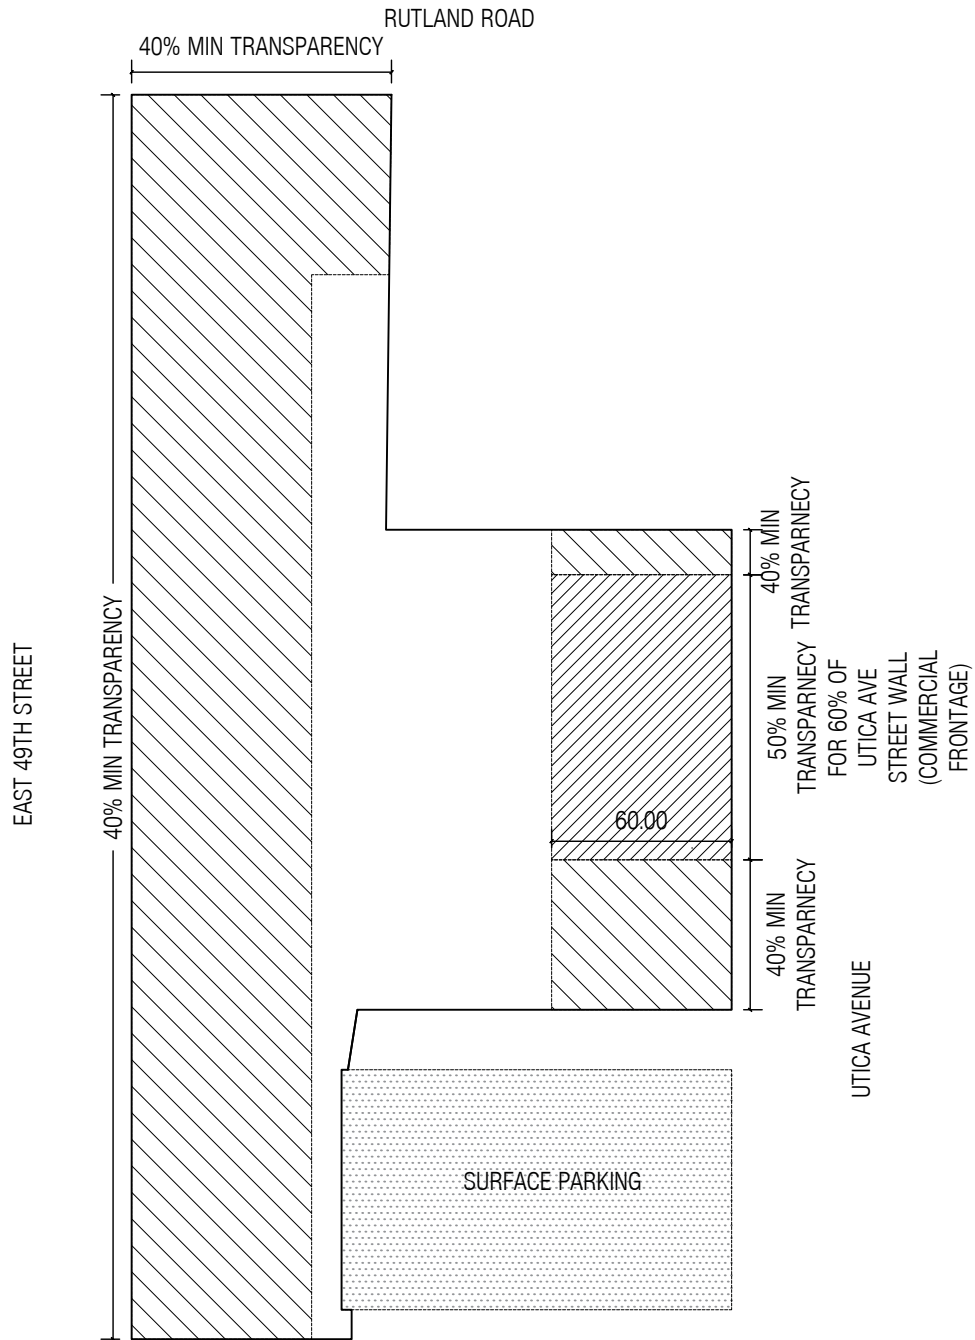 RUTLAND ROAD
40% MIN TRANSPARENCY
EAST 49TH STREET
40% MIN TRANSPARENCY
40% MIN
TRANSPARNECY
50% MIN
TRANSPARNECY
FOR 60% OF
UTICA AVE
STREET WALL
(COMMERCIAL
FRONTAGE)
60.00
40% MIN
TRANSPARNECY
UTICA AVENUE
SURFACE PARKING